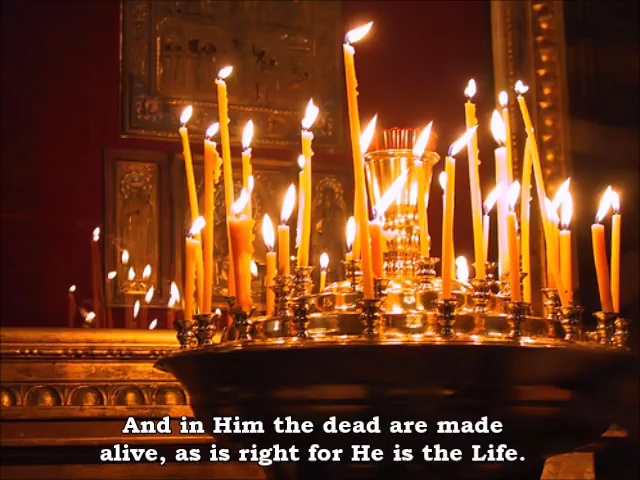 And in Him the dead are made
alive, as is right for He is the Life.